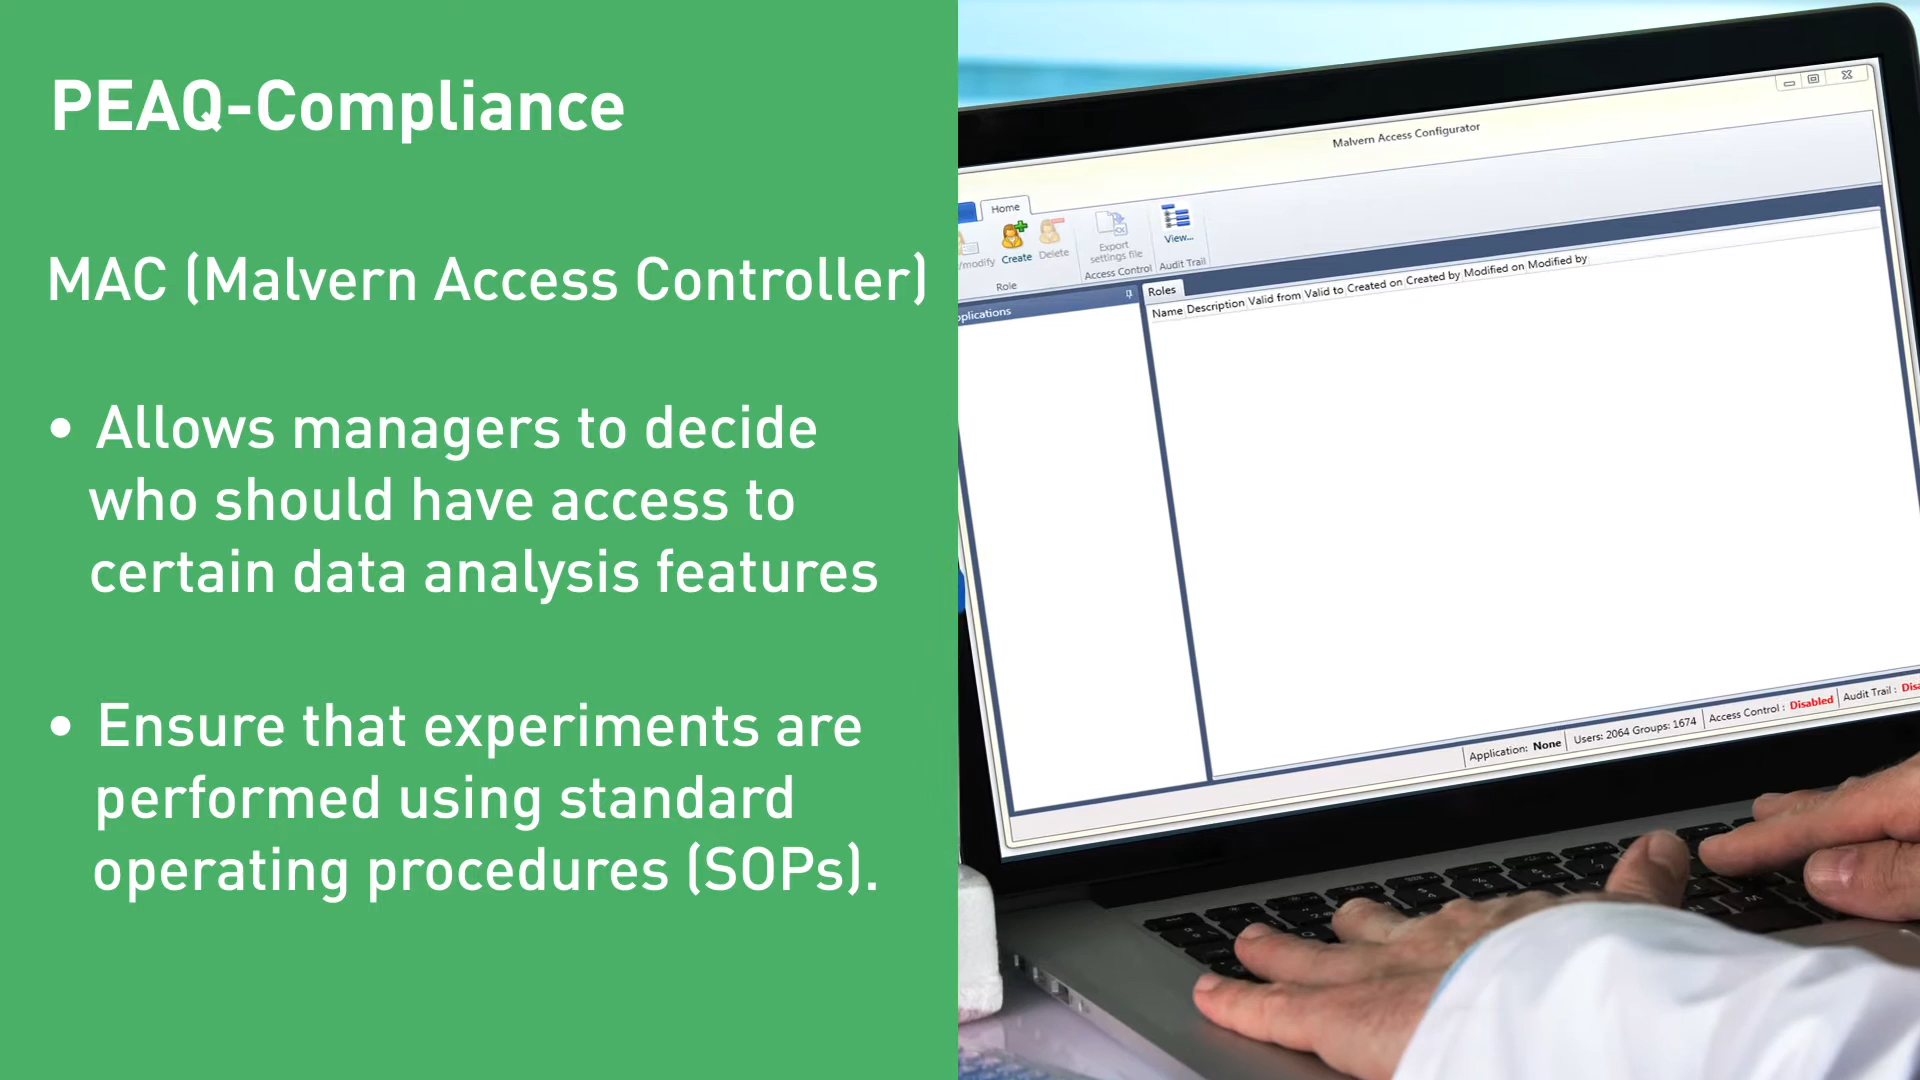 PEAQ-Compliance
MAC (Malvern Access Controller)
• Allows managers to decide
who should have access to
certain data analysis features
• Ensure that experiments are
performed using standard
operating procedures (SOPs).
Malvern Access Configurator
Home
/modify Create Delete
Export
settings file
View...
Role
Access Control
Audit Trail
plications
Roles
Name Description Valid from Valid to Created on Created by Modified on Modified by
Application: None Users: 2064 Groups: 1674 Access Control : Disabled Audit Trail : Disa